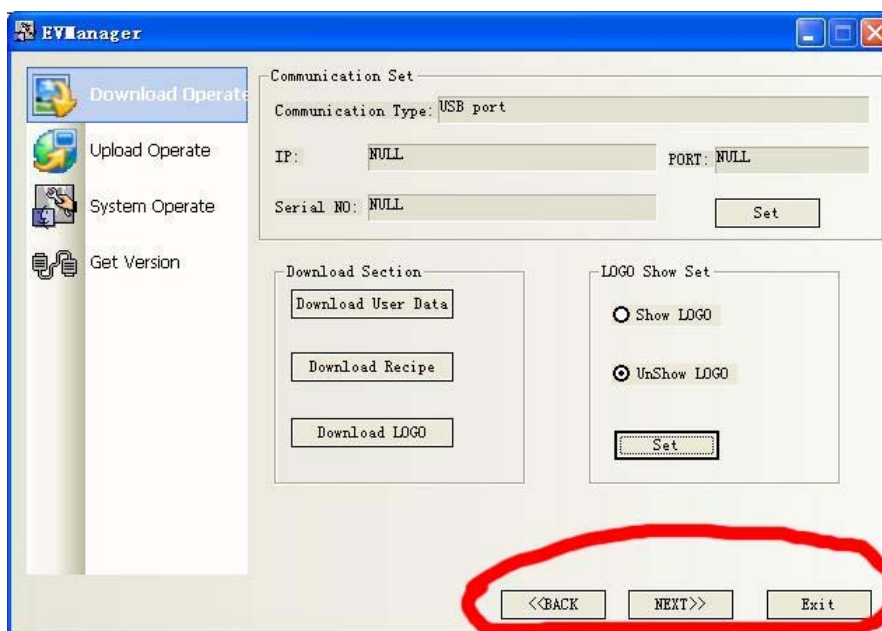 EVManager
Download Operate
Upload Operate
System Operate
Get Version
Communication Set
Communication Type: USB port
IP: NULL PORT: NULL
Serial NO: NULL Set
Download Section
Download User Data
Download Recipe
Download LOGO
LOGO Show Set
Show LOGO
UnShow LOGO
Set
<<BACK NEXT>> Exit